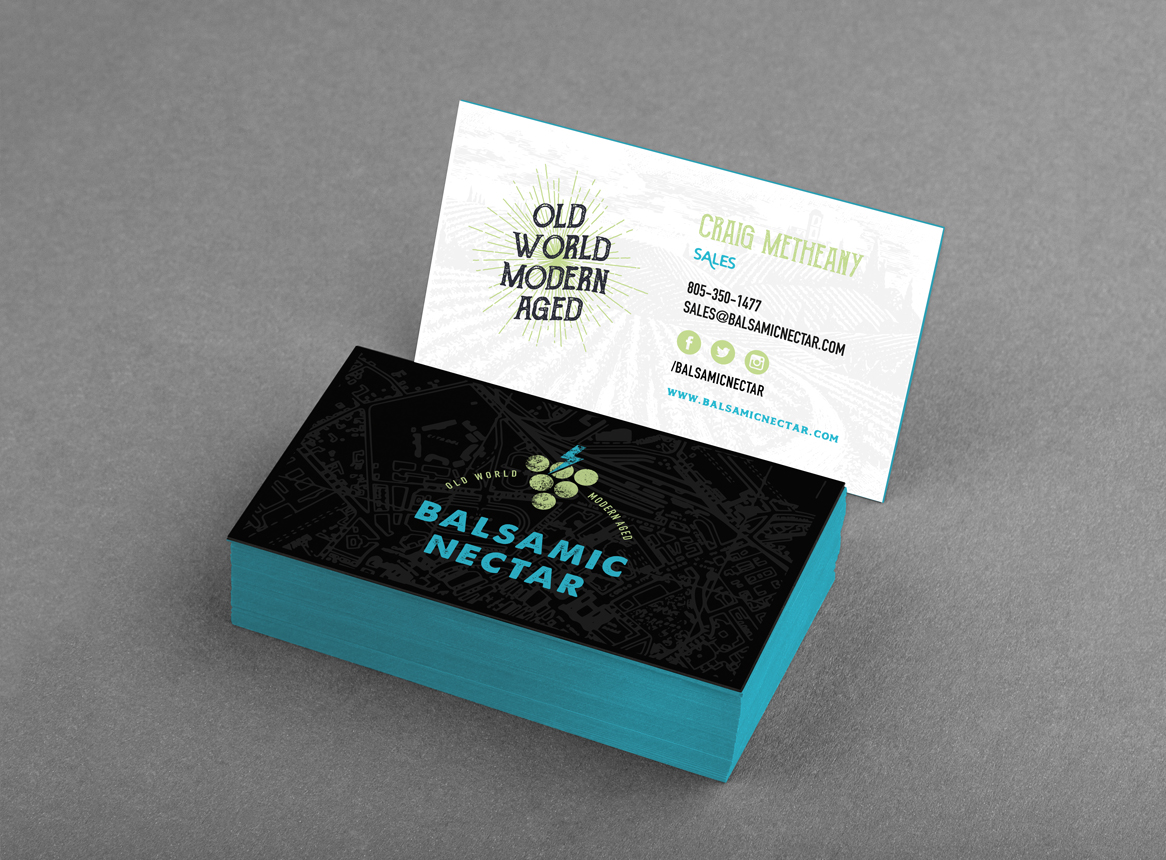 OLD
WORLD
MODERN
AGED
CRAIG METHEANY
SALES
805-350-1477
SALES@BALSAMICNECTAR.COM
/BALSAMICNECTAR
WWW.BALSAMICNECTAR.COM
OLD WORLD
MODERN AGED
BALSAMIC
NECTAR